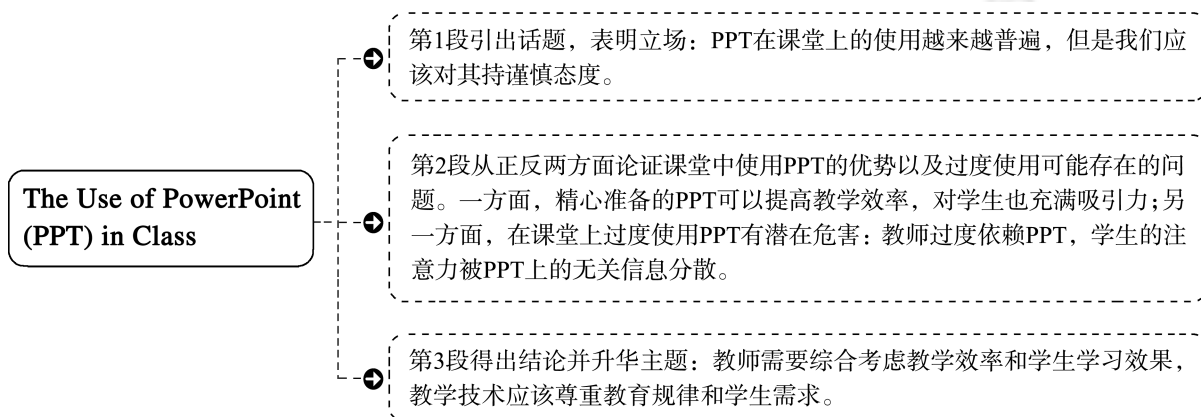 The Use of PowerPoint
(PPT) in Class
第1段引出话题，表明立场：PPT在课堂上的使用越来越普遍，但是我们应
该对其持谨慎态度。
第2段从正反两方面论证课堂中使用PPT的优势以及过度使用可能存在的问
题。一方面，精心准备的PPT可以提高教学效率，对学生也充满吸引力；另
一方面，在课堂上过度使用PPT有潜在危害：教师过度依赖PPT，学生的注
意力被PPT上的无关信息分散。
第3段得出结论并升华主题：教师需要综合考虑教学效率和学生学习效果，
教学技术应该尊重教育规律和学生需求。